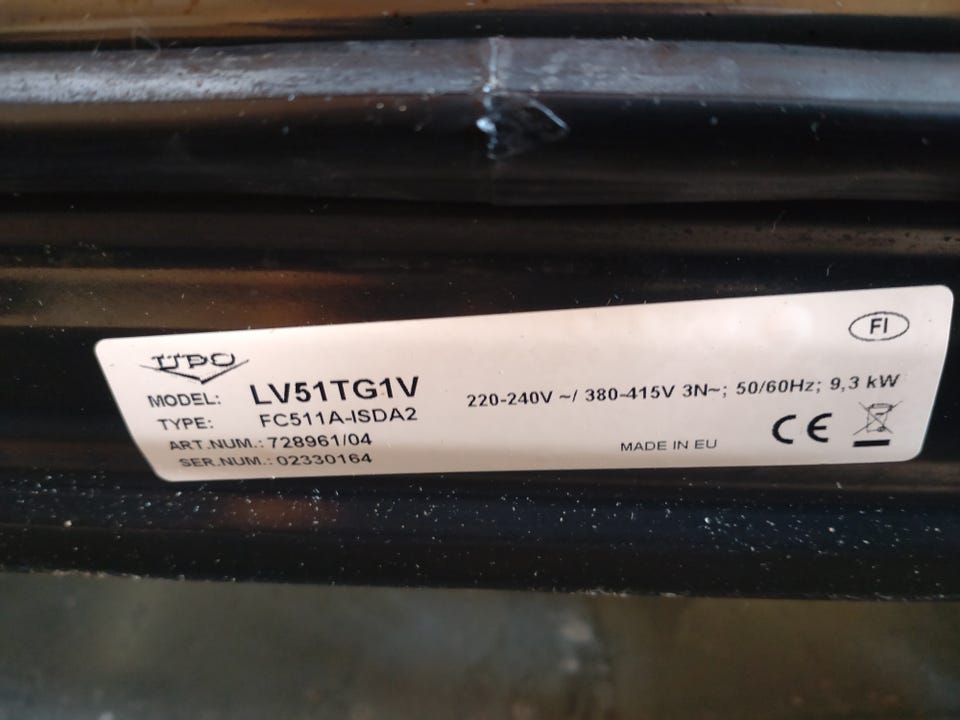 UPO
FI
MODEL: LV51TG1V
220-240V ~/ 380-415V 3N~; 50/60Hz; 9,3 kW
TYPE: FC511A-ISDA2
ART.NUM.: 728961/04
MADE IN EU
CE
SER.NUM.: 02330164